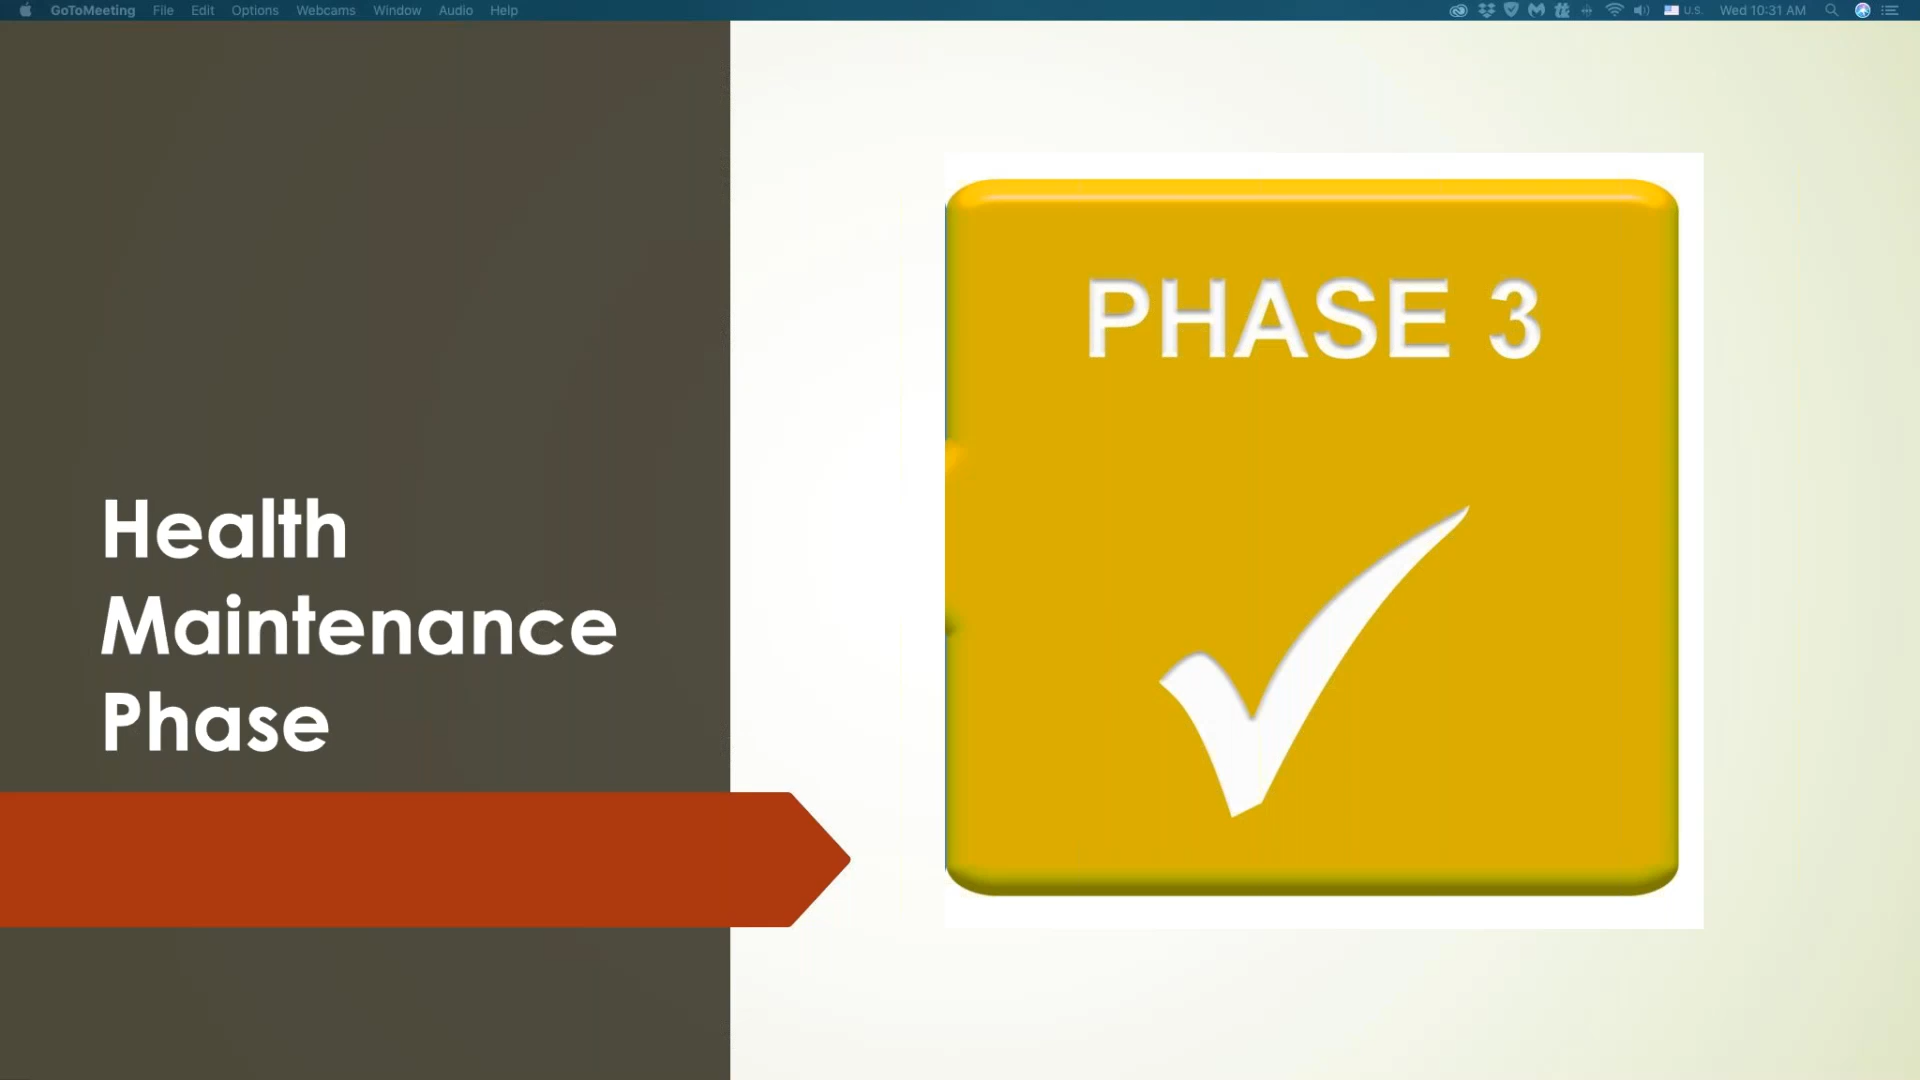 GoToMeeting File Edit Options Webcams Window Audio Help U.S. Wed 10:31 AM
Health
Maintenance
Phase
PHASE 3